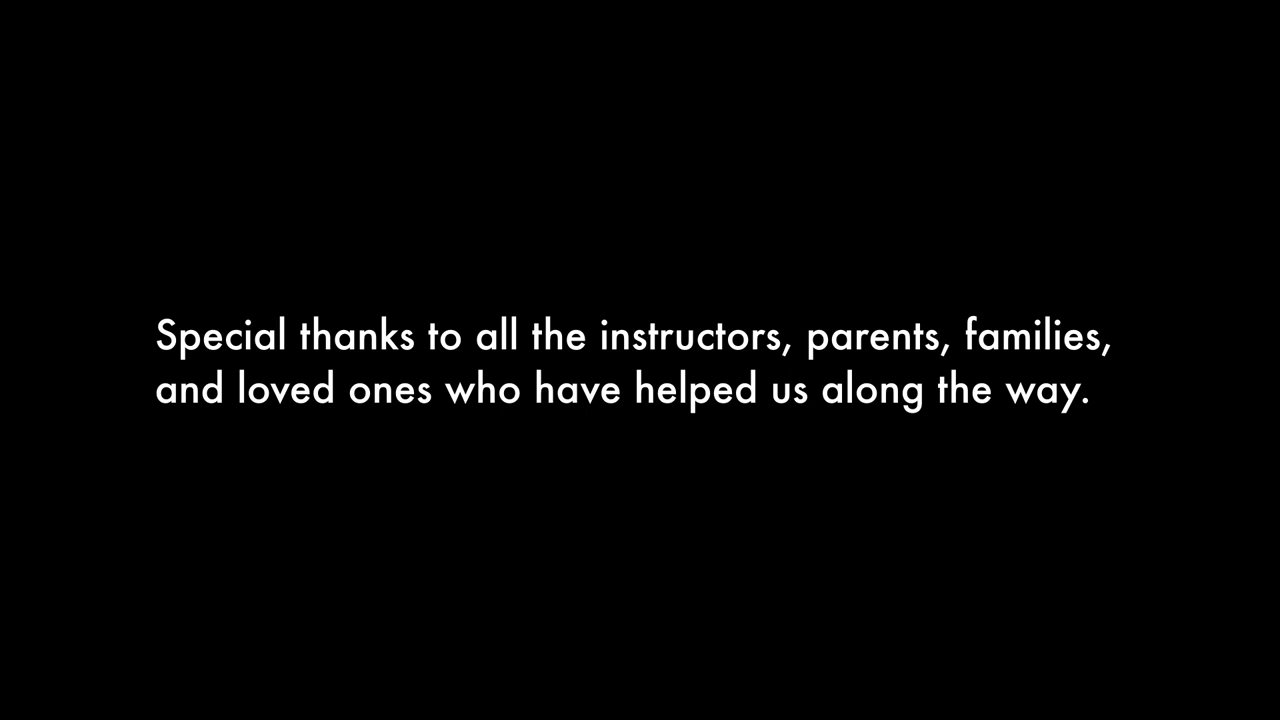 Special thanks to all the instructors, parents, families,
and loved ones who have helped us along the way.